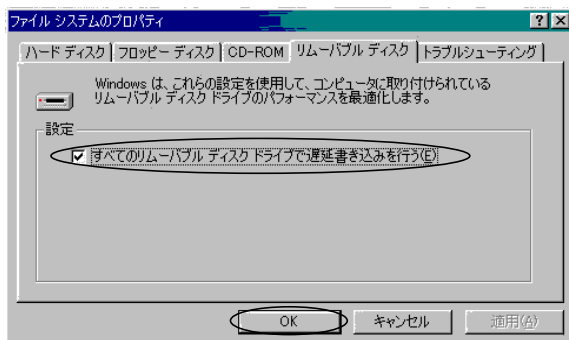 ファイル システムのプロパティ
ハード ディスク フロッピー ディスク CD-ROM リムーバブル ディスク トラブルシューティング
Windows は、これらの設定を使用して、コンピュータに取り付けられている
リムーバブル ディスク ドライブのパフォーマンスを最適化します。
設定
すべてのリムーバブル ディスク ドライブで遅延書き込みを行う(E)
OK キャンセル 適用(A)